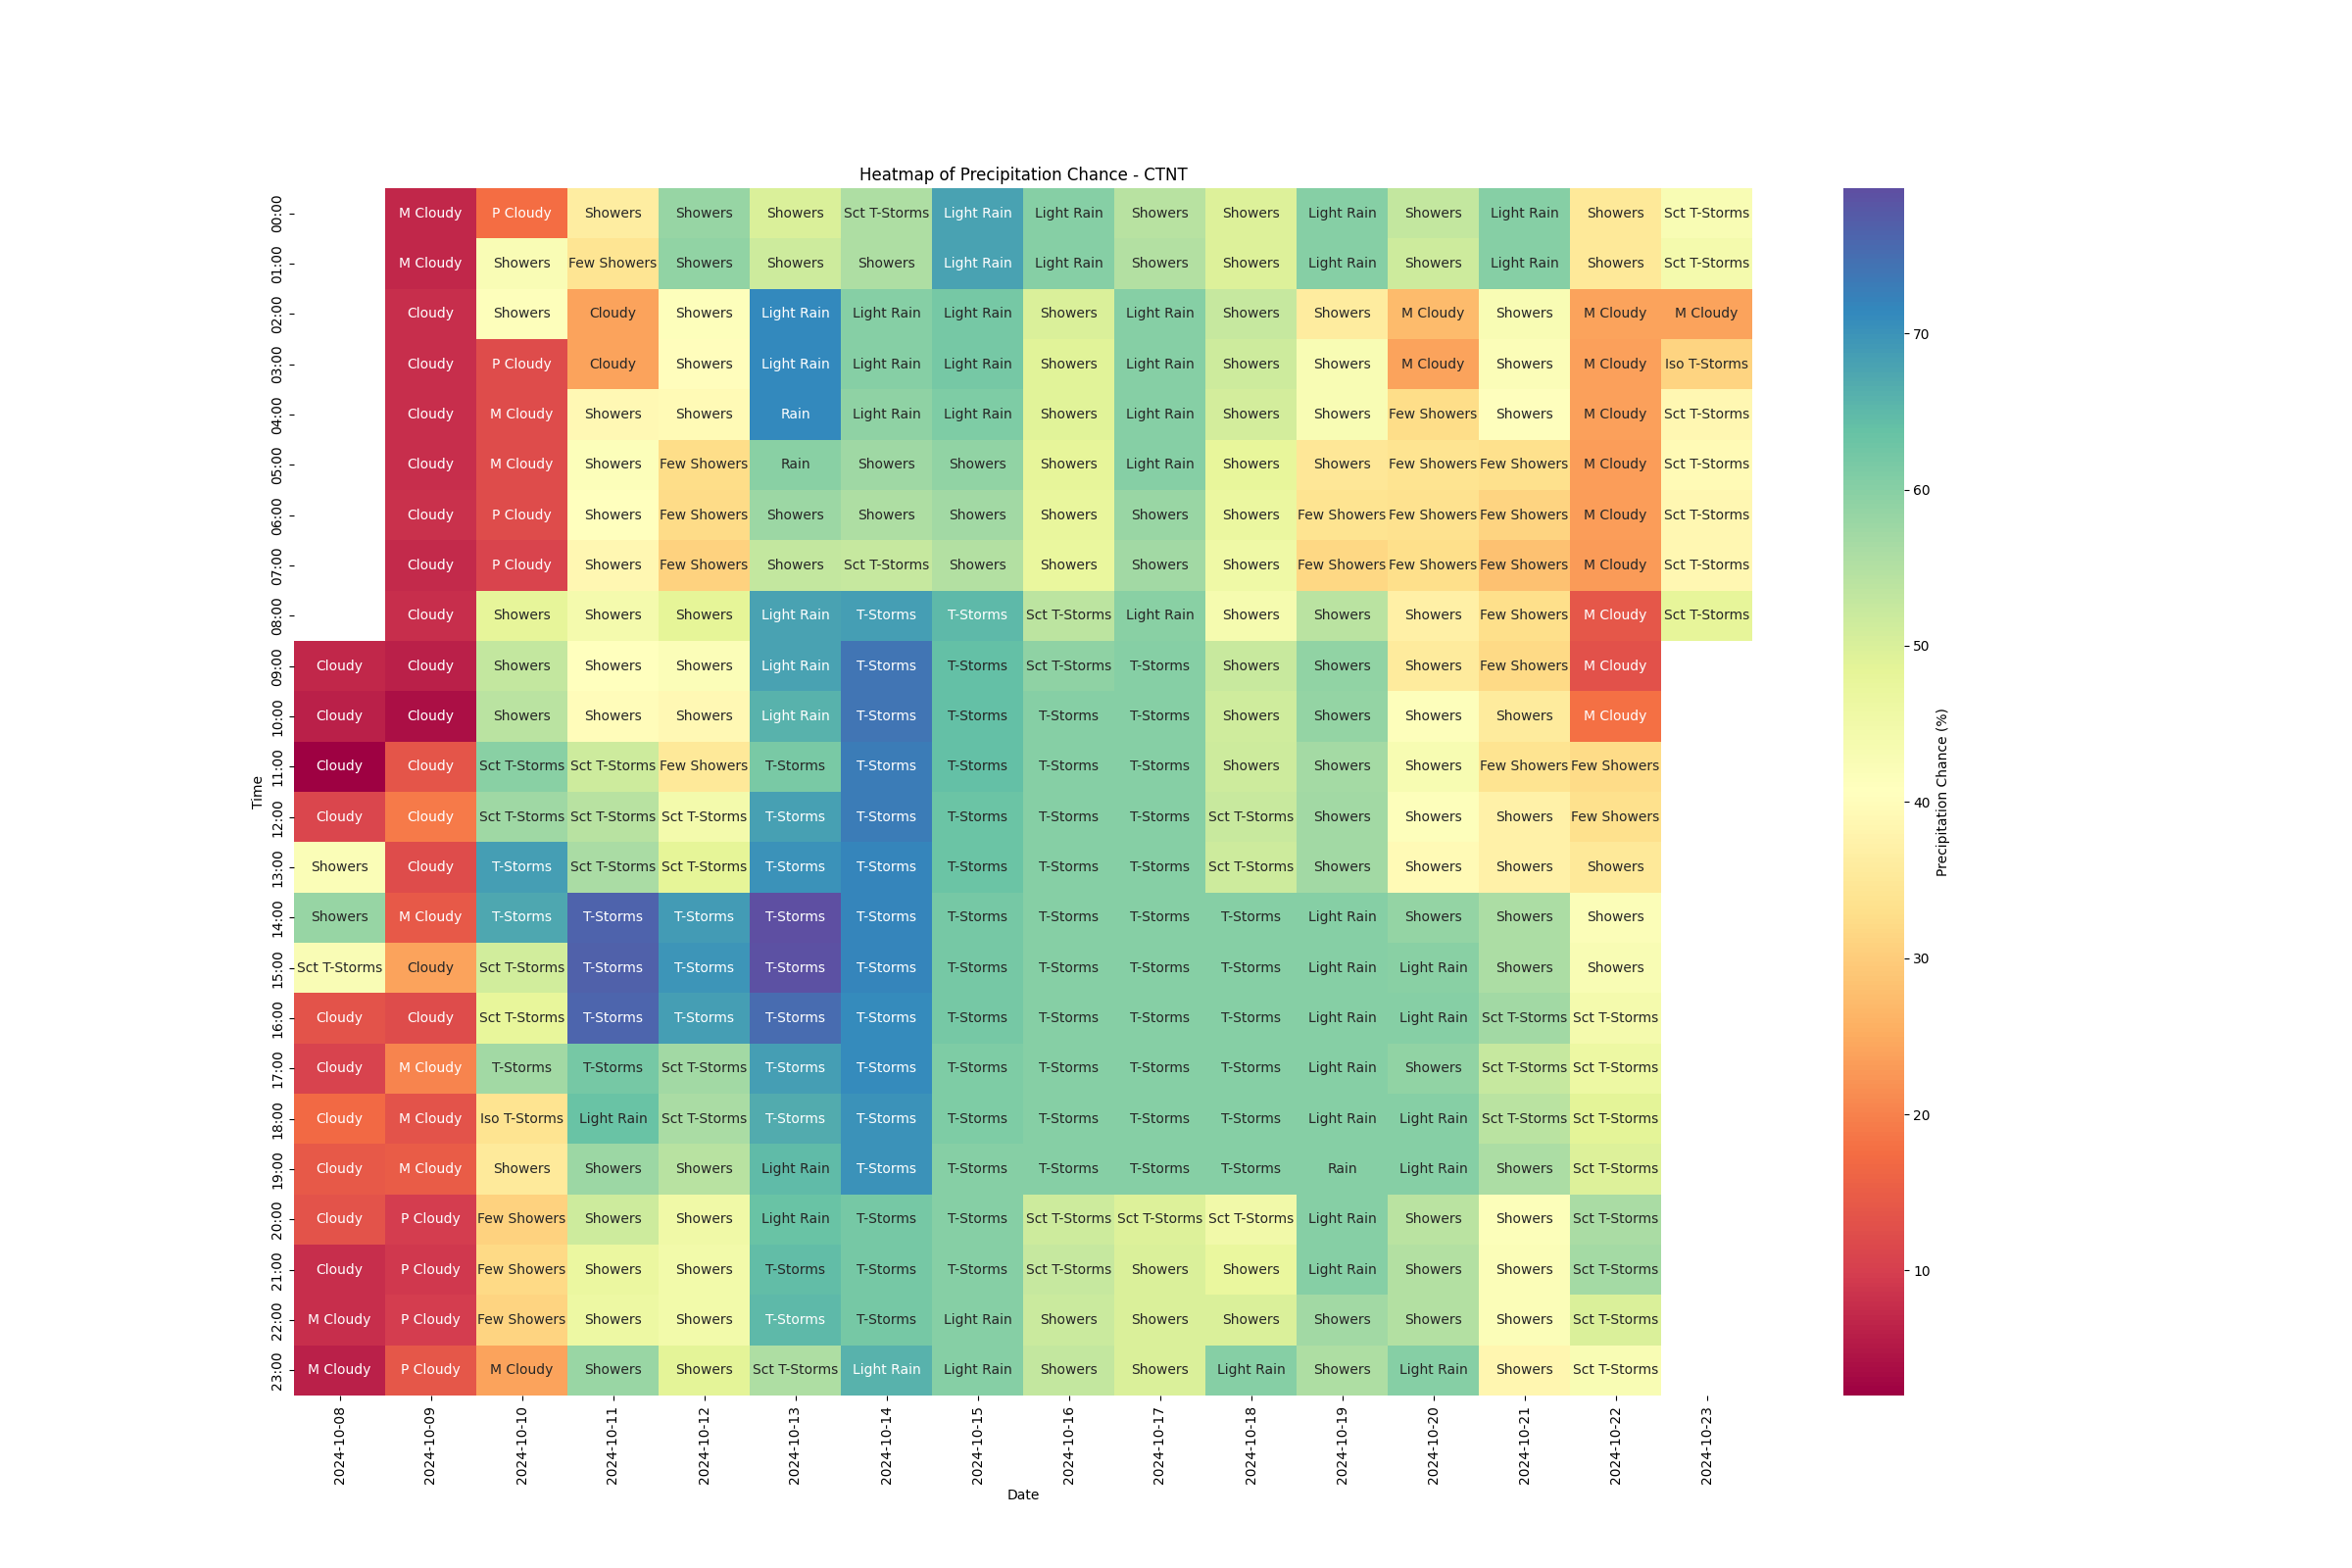 Heatmap of Precipitation Chance - CTNT
00:00 M Cloudy P Cloudy Showers Showers Showers Sct T-Storms Light Rain Light Rain Showers Showers Light Rain Showers Light Rain Showers Sct T-Storms
01:00 M Cloudy Showers Few Showers Showers Showers Showers Light Rain Light Rain Showers Showers Light Rain Showers Light Rain Showers Sct T-Storms
02:00 Cloudy Showers Cloudy Showers Light Rain Light Rain Light Rain Showers Light Rain Showers Showers M Cloudy Showers M Cloudy M Cloudy
03:00 Cloudy P Cloudy Cloudy Showers Light Rain Light Rain Light Rain Showers Light Rain Showers Showers M Cloudy Showers M Cloudy Iso T-Storms
04:00 Cloudy M Cloudy Showers Showers Rain Light Rain Light Rain Showers Light Rain Showers Showers Few Showers Showers M Cloudy Sct T-Storms
05:00 Cloudy M Cloudy Showers Few Showers Rain Showers Showers Showers Light Rain Showers Showers Few Showers Few Showers M Cloudy Sct T-Storms
06:00 Cloudy P Cloudy Showers Few Showers Showers Showers Showers Showers Showers Showers Few Showers Few Showers Few Showers M Cloudy Sct T-Storms
07:00 Cloudy P Cloudy Showers Few Showers Showers Sct T-Storms Showers Showers Showers Showers Few Showers Few Showers Few Showers M Cloudy Sct T-Storms
08:00 Cloudy Showers Showers Showers Light Rain T-Storms T-Storms Sct T-Storms Light Rain Showers Showers Showers Few Showers M Cloudy Sct T-Storms
09:00 Cloudy Cloudy Showers Showers Showers Light Rain T-Storms T-Storms Sct T-Storms T-Storms Showers Showers Showers Few Showers M Cloudy
10:00 Cloudy Cloudy Showers Showers Showers Light Rain T-Storms T-Storms T-Storms T-Storms Showers Showers Showers Showers M Cloudy
11:00 Cloudy Cloudy Sct T-Storms Sct T-Storms Few Showers T-Storms T-Storms T-Storms T-Storms T-Storms Showers Showers Showers Few Showers Few Showers
12:00 Cloudy Cloudy Sct T-Storms Sct T-Storms Sct T-Storms T-Storms T-Storms T-Storms T-Storms T-Storms Sct T-Storms Showers Showers Showers Few Showers
13:00 Showers Cloudy T-Storms Sct T-Storms Sct T-Storms T-Storms T-Storms T-Storms T-Storms T-Storms Sct T-Storms Showers Showers Showers Showers
14:00 Showers M Cloudy T-Storms T-Storms T-Storms T-Storms T-Storms T-Storms T-Storms T-Storms T-Storms Light Rain Showers Showers Showers
15:00 Sct T-Storms Cloudy Sct T-Storms T-Storms T-Storms T-Storms T-Storms T-Storms T-Storms T-Storms T-Storms Light Rain Light Rain Showers Showers
16:00 Cloudy Cloudy Sct T-Storms T-Storms T-Storms T-Storms T-Storms T-Storms T-Storms T-Storms T-Storms Light Rain Light Rain Sct T-Storms Sct T-Storms
17:00 Cloudy M Cloudy T-Storms T-Storms Sct T-Storms T-Storms T-Storms T-Storms T-Storms T-Storms T-Storms Light Rain Showers Sct T-Storms Sct T-Storms
18:00 Cloudy M Cloudy Iso T-Storms Light Rain Sct T-Storms T-Storms T-Storms T-Storms T-Storms T-Storms T-Storms Light Rain Light Rain Sct T-Storms Sct T-Storms
19:00 Cloudy M Cloudy Showers Showers Showers Light Rain T-Storms T-Storms T-Storms T-Storms T-Storms Rain Light Rain Showers Sct T-Storms
20:00 Cloudy P Cloudy Few Showers Showers Showers Light Rain T-Storms T-Storms Sct T-Storms Sct T-Storms Sct T-Storms Light Rain Showers Showers Sct T-Storms
21:00 Cloudy P Cloudy Few Showers Showers Showers T-Storms T-Storms T-Storms Sct T-Storms Showers Showers Light Rain Showers Showers Sct T-Storms
22:00 M Cloudy P Cloudy Few Showers Showers Showers T-Storms T-Storms Light Rain Showers Showers Showers Showers Showers Showers Sct T-Storms
23:00 M Cloudy P Cloudy M Cloudy Showers Showers Sct T-Storms Light Rain Light Rain Showers Showers Light Rain Showers Light Rain Showers Sct T-Storms
2024-10-08 2024-10-09 2024-10-10 2024-10-11 2024-10-12 2024-10-13 2024-10-14 2024-10-15 2024-10-16 2024-10-17 2024-10-18 2024-10-19 2024-10-20 2024-10-21 2024-10-22 2024-10-23
Date
Time
70
60
50
40
30
20
10
Precipitation Chance (%)